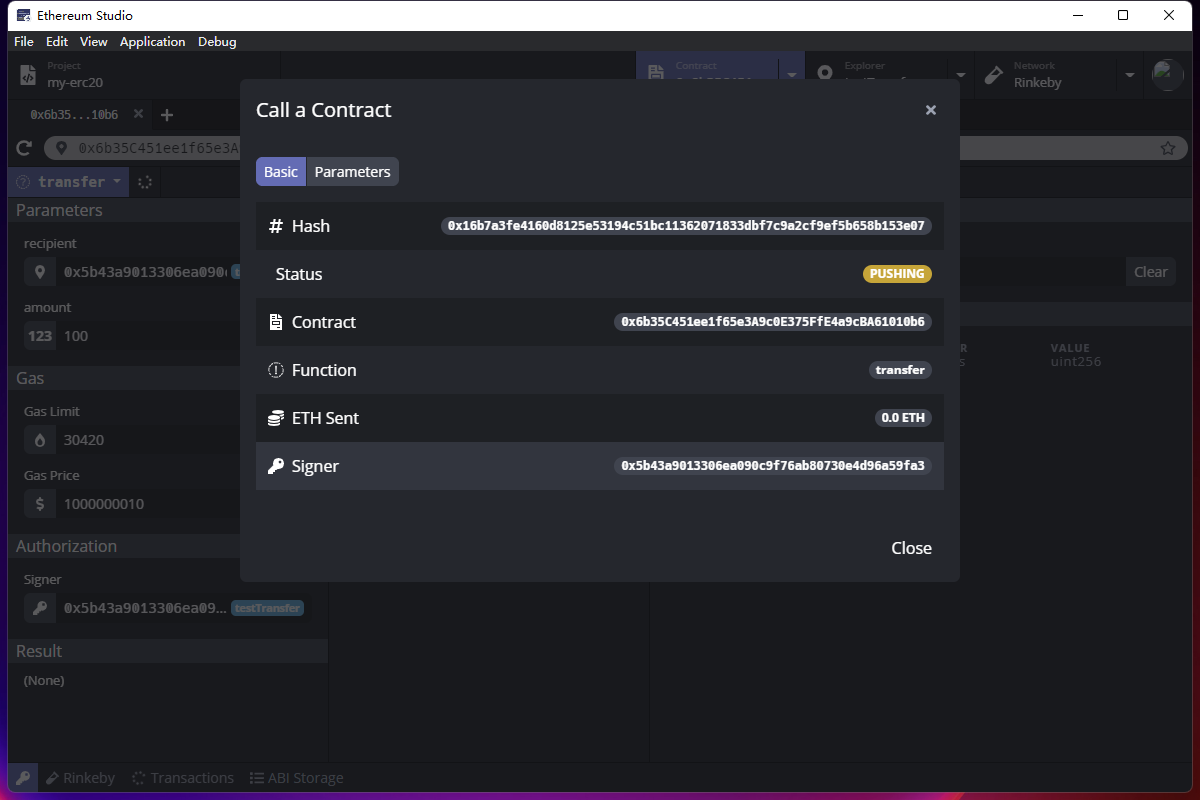 Ethereum Studio
File Edit View Application Debug
Project
my-erc20
Contract
Explorer
Network
Rinkeby
0x6b35...10b6
0x6b35C451ee1f65e3A
transfer
Parameters
recipient
0x5b43a9013306ea090
amount
123 100
Gas
Gas Limit
30420
Gas Price
$ 1000000010
Authorization
Signer
0x5b43a9013306ea09... testTransfer
Result
(None)
Call a Contract
Basic Parameters
Hash 0x16b7a3fe4160d8125e53194c51bc11362071833dbf7c9a2cf9ef5b658b153e07
Status PUSHING
Contract 0x6b35C451ee1f65e3A9c0E375FfE4a9cBA61010b6
Function transfer
ETH Sent 0.0 ETH
Signer 0x5b43a9013306ea090c9f76ab80730e4d96a59fa3
Close
Clear
VALUE
uint256
Rinkeby Transactions ABI Storage